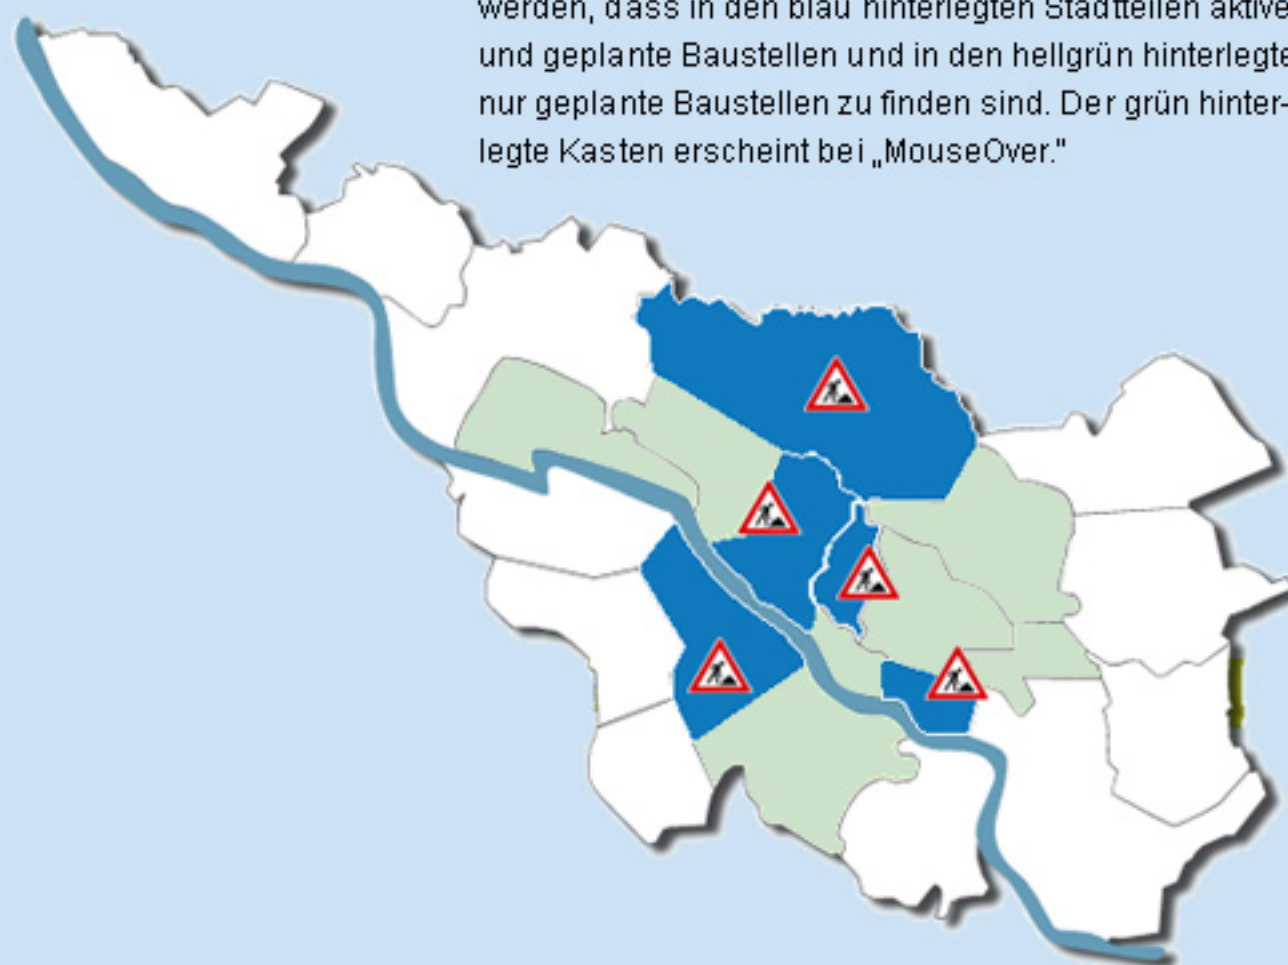 werden, dass in den blau hinterlegten Stadtteilen aktive
und geplante Baustellen und in den hellgrün hinterlegte
nur geplante Baustellen zu finden sind. Der grün hinter-
legte Kasten erscheint bei „MouseOver."